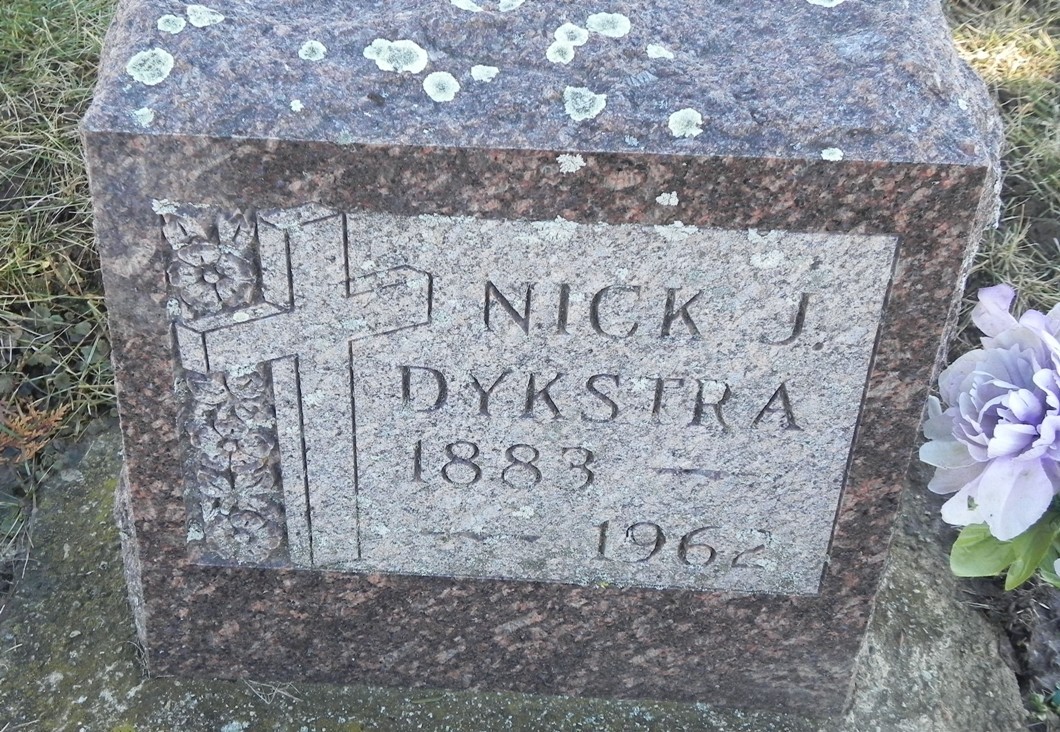 NICK J.
DYKSTRA
1883 —
— 1962